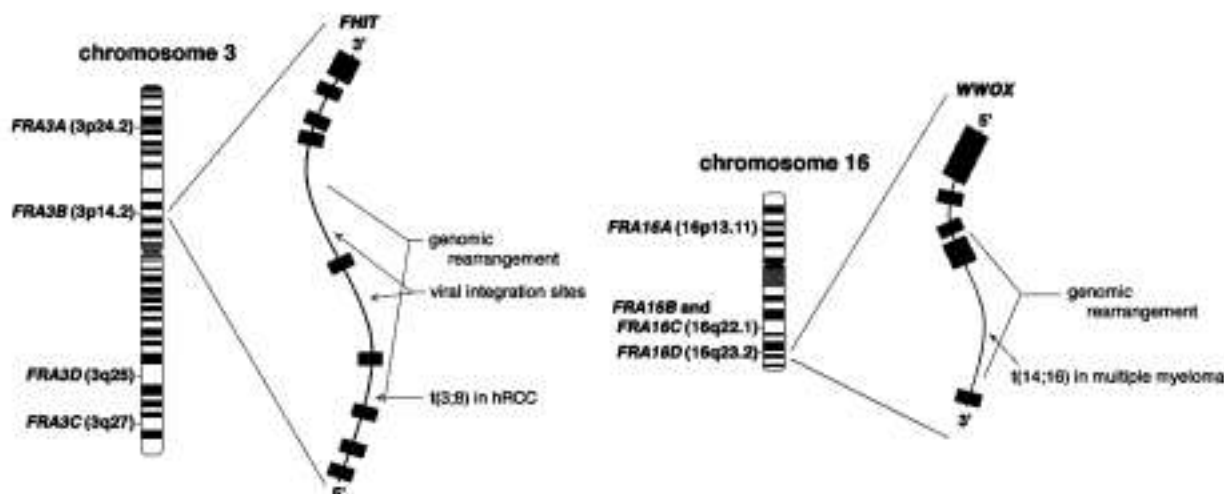 FHIT
3'
chromosome 3
FRA3A (3p24.2)
FRA3B (3p14.2)
genomic
rearrangement
viral integration sites
FRA3D (3q25)
t(3;8) in hRCC
FRA3C (3q27)
5'
WWOX
5'
chromosome 16
FRA16A (16p13.11)
FRA16B and
FRA16C (16q22.1)
FRA16D (16q23.2)
genomic
rearrangement
t(14;16) in multiple myeloma
3'